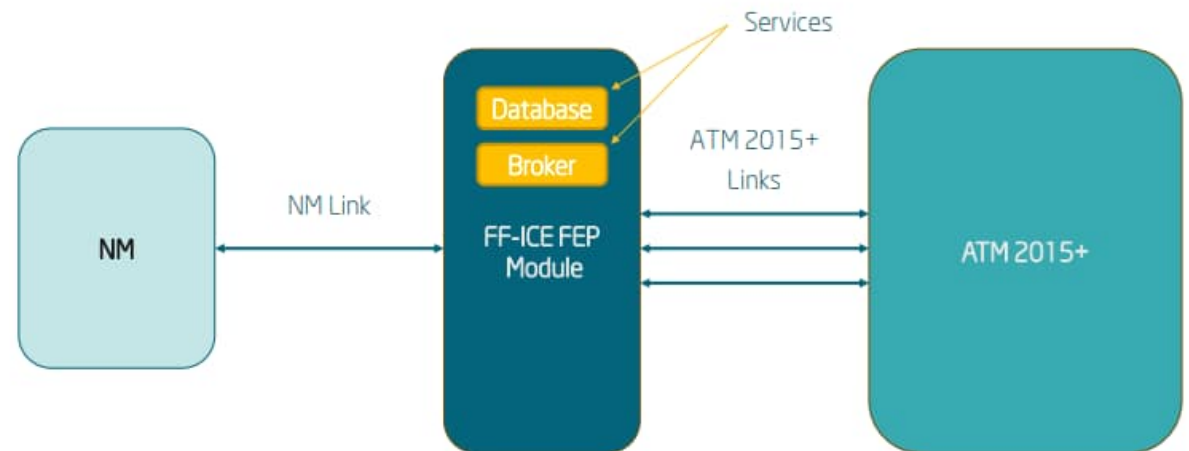 Services
Database
Broker
ATM 2015+
Links
NM Link
NM
FF-ICE FEP
Module
ATM 2015+